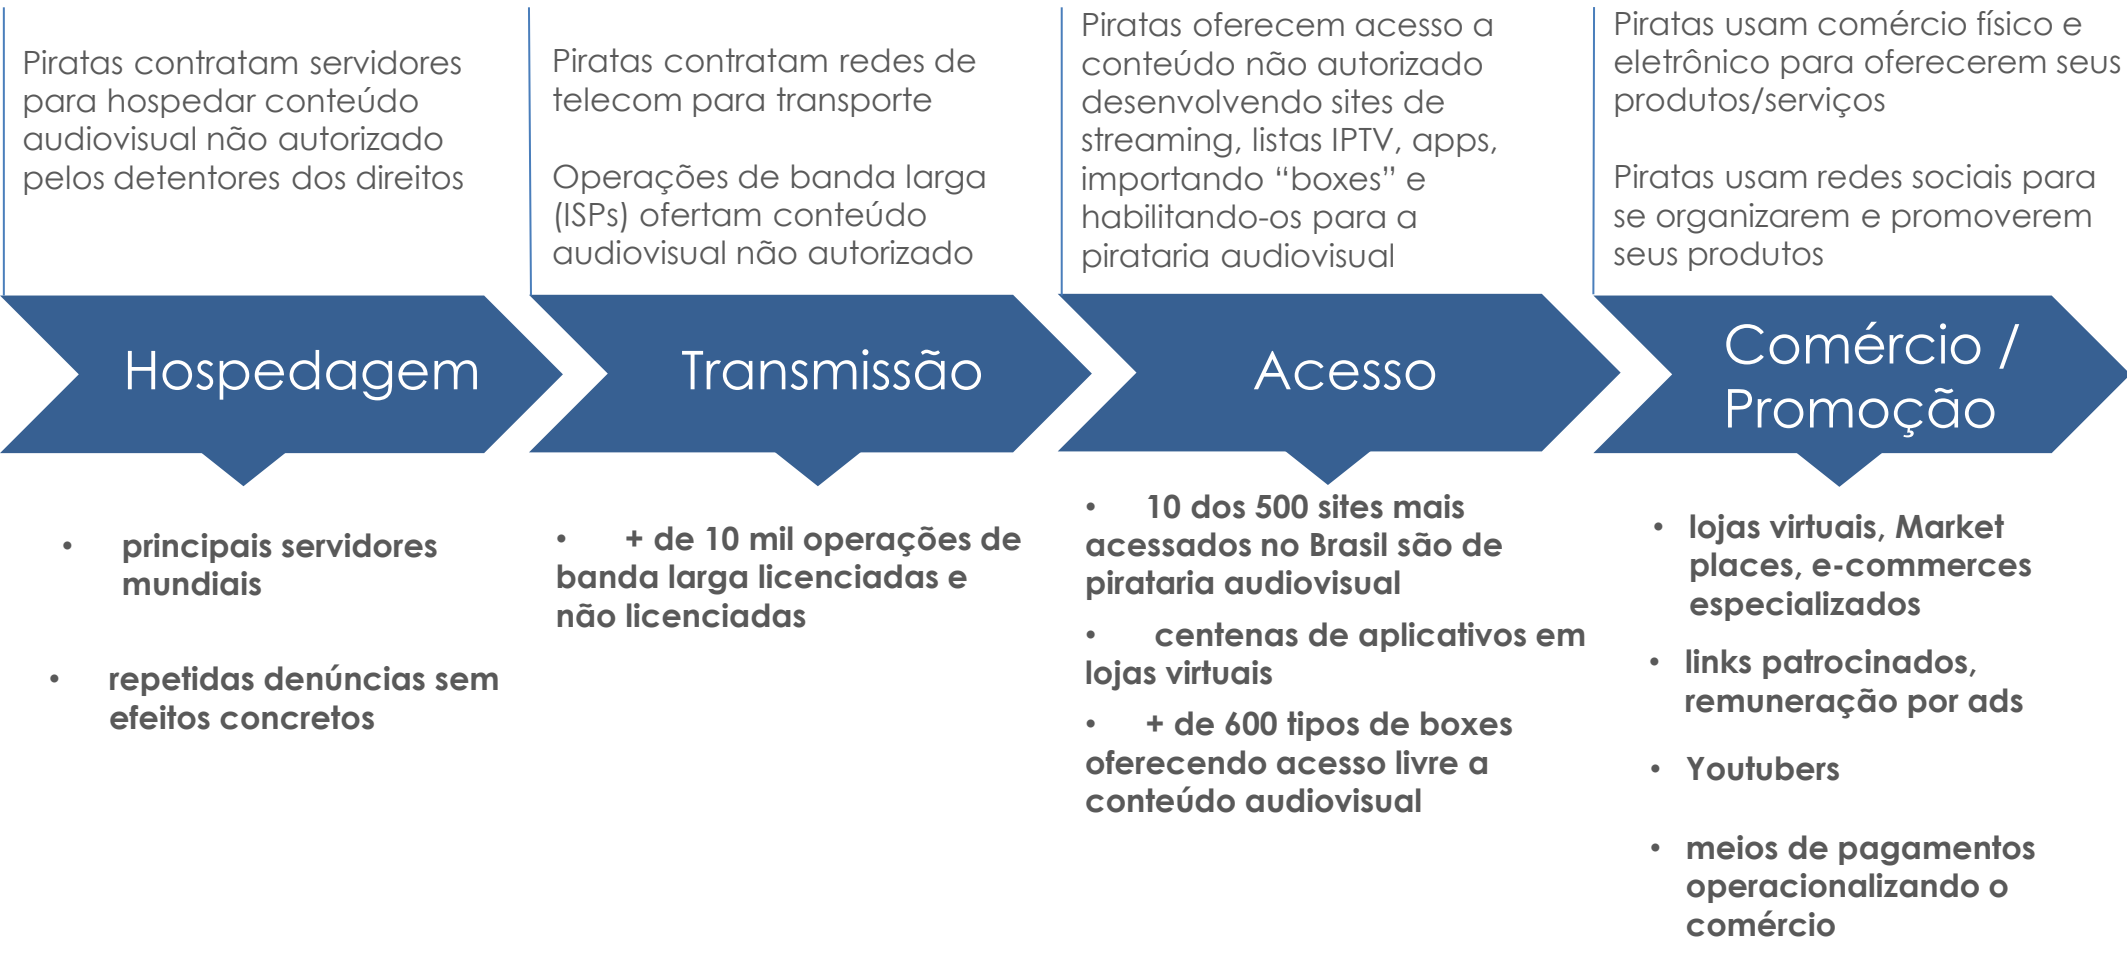 Piratas contratam servidores
para hospedar conteúdo
audiovisual não autorizado
pelos detentores dos direitos
Hospedagem
• principais servidores
mundiais
• repetidas denúncias sem
efeitos concretos
Piratas contratam redes de
telecom para transporte
Operações de banda larga
(ISPs) ofertam conteúdo
audiovisual não autorizado
Transmissão
• + de 10 mil operações de
banda larga licenciadas e
não licenciadas
Piratas oferecem acesso a
conteúdo não autorizado
desenvolvendo sites de
streaming, listas IPTV, apps,
importando “boxes” e
habilitando-os para a
pirataria audiovisual
Acesso
• 10 dos 500 sites mais
acessados no Brasil são de
pirataria audiovisual
• centenas de aplicativos em
lojas virtuais
• + de 600 tipos de boxes
oferecendo acesso livre a
conteúdo audiovisual
Piratas usam comércio físico e
eletrônico para oferecerem seus
produtos/serviços
Piratas usam redes sociais para
se organizarem e promoverem
seus produtos
Comércio /
Promoção
• lojas virtuais, Market
places, e-commerces
especializados
• links patrocinados,
remuneração por ads
• Youtubers
• meios de pagamentos
operacionalizando o
comércio